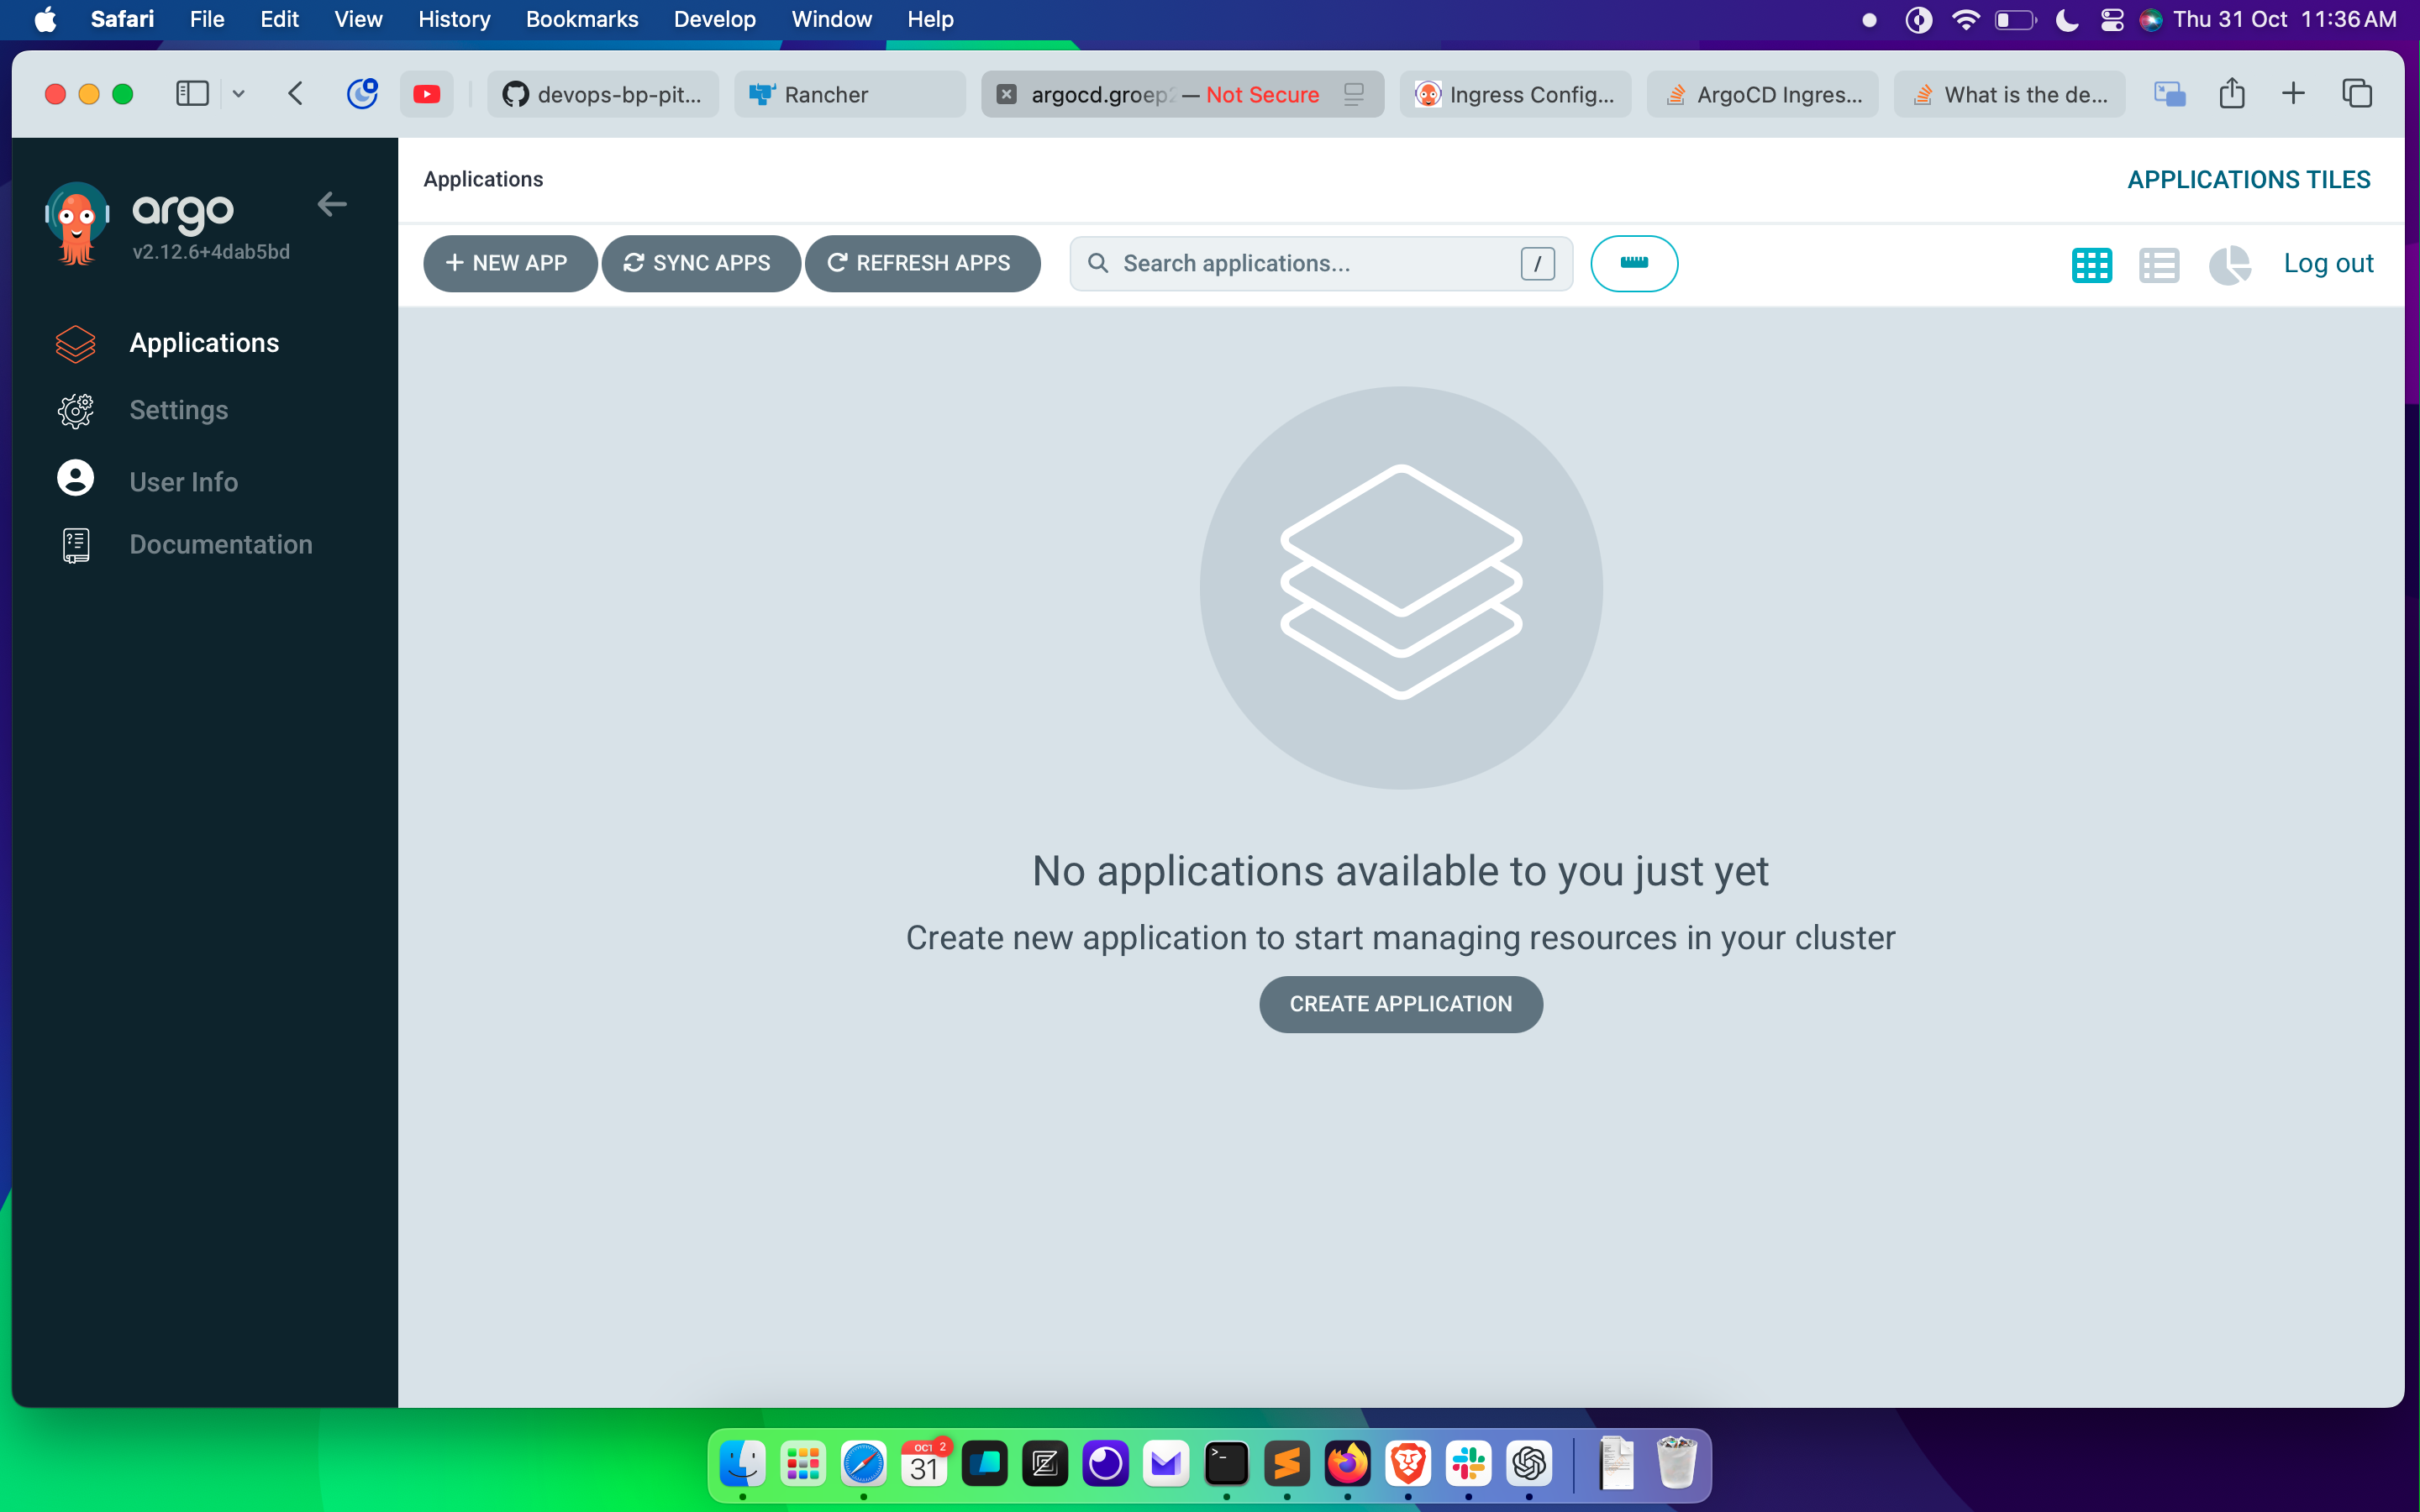 Safari File Edit View History Bookmarks Develop Window Help Thu 31 Oct 11:36 AM
devops-bp-pit... Rancher argocd.groep2 — Not Secure Ingress Config... ArgoCD Ingres... What is the de...
argo
v2.12.6+4dab5bd
Applications
Settings
User Info
Documentation
Applications APPLICATIONS TILES
+ NEW APP SYNC APPS REFRESH APPS Search applications... / Log out
No applications available to you just yet
Create new application to start managing resources in your cluster
CREATE APPLICATION
OCT 2
31